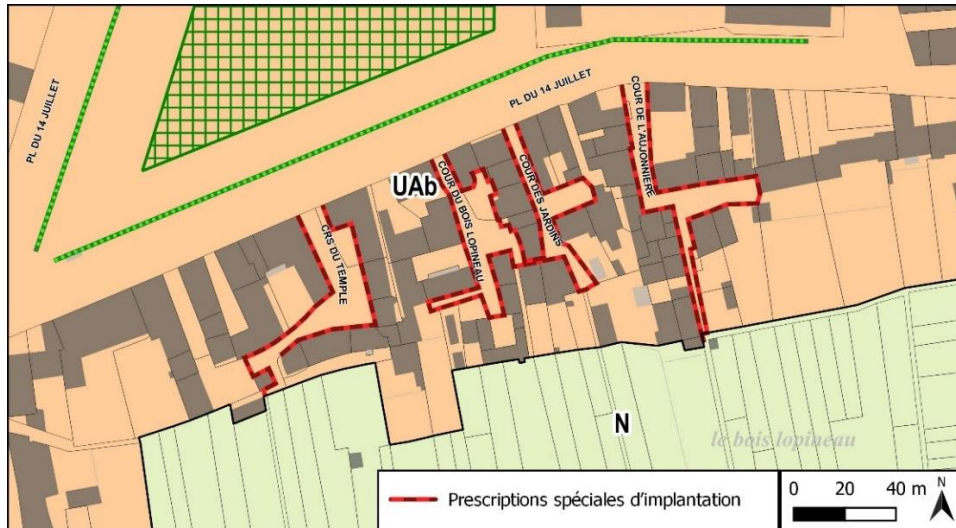 PL DU 14 JUILLET
PL DU 14 JUILLET
COUR DE L'AUJONNIERE
UAb
COUR DU BOIS LOPINEAU
COUR DES JARDINS
CRS DU TEMPLE
N
le bois lopineau
Prescriptions spéciales d'implantation
0 20 40 m
N